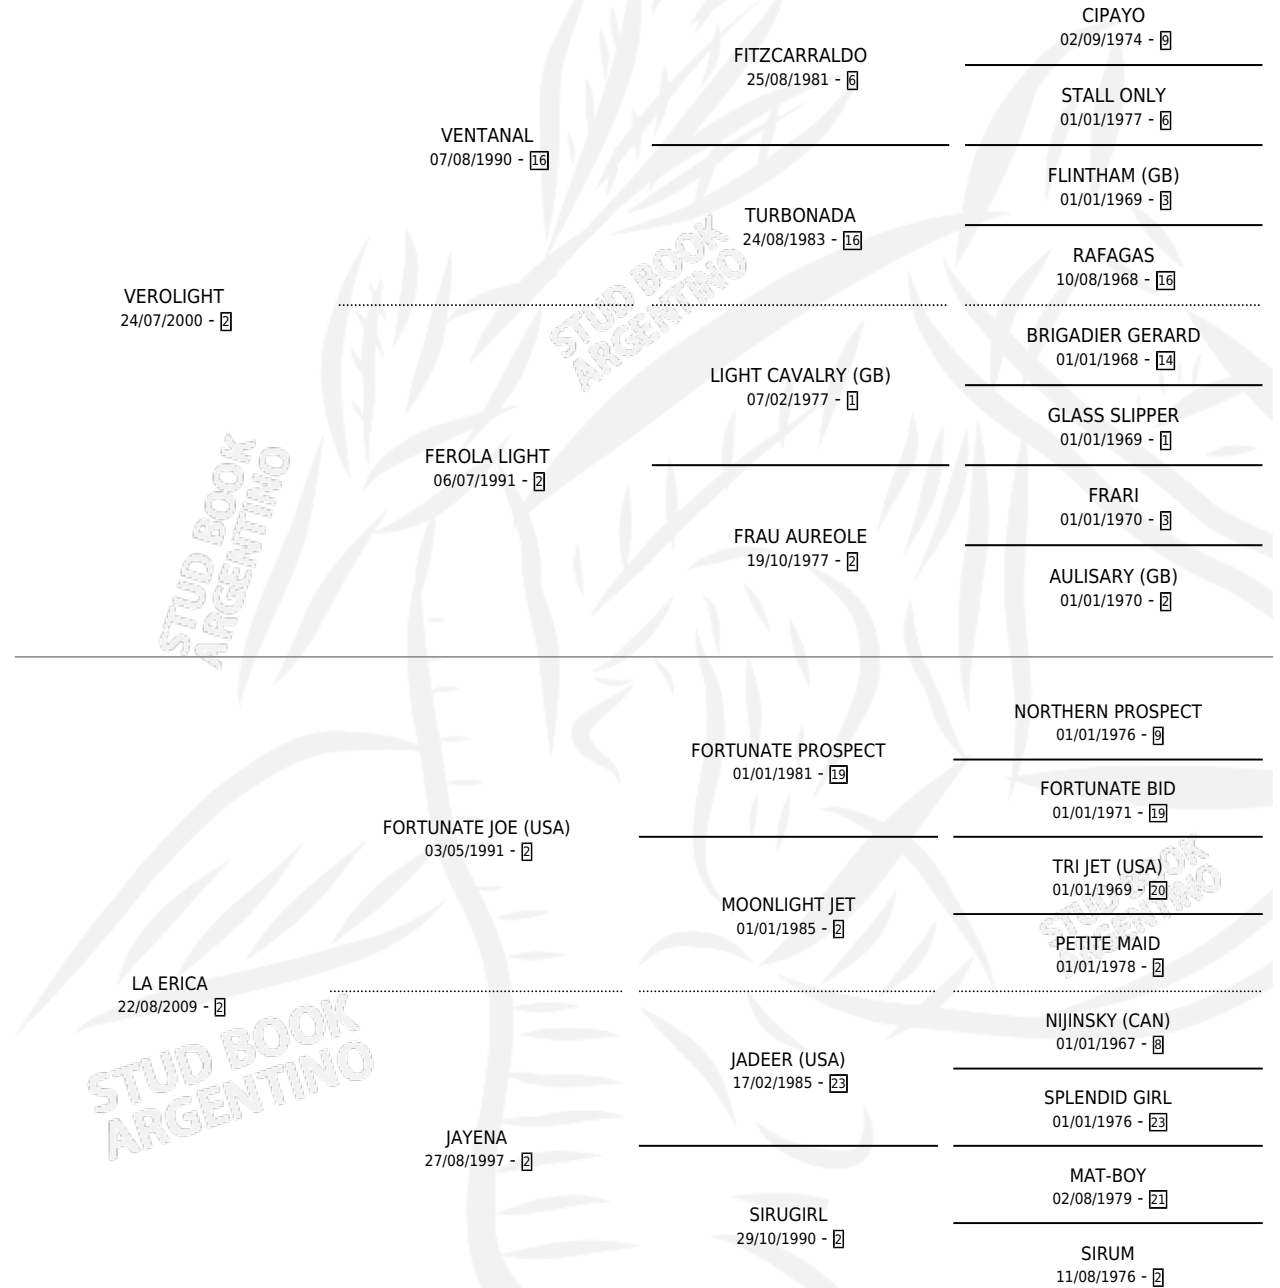 CIPAYO
02/09/1974 - 9
FITZCARRALDO
25/08/1981 - 6
STALL ONLY
01/01/1977 - 6
VENTANAL
07/08/1990 - 16
FLINTHAM (GB)
01/01/1969 - 3
TURBONADA
24/08/1983 - 16
RAFAGAS
10/08/1968 - 16
STUD BOOK
ARGENTINO
VEROLIGHT
24/07/2000 - 2
BRIGADIER GERARD
01/01/1968 - 14
LIGHT CAVALRY (GB)
07/02/1977 - 1
GLASS SLIPPER
01/01/1969 - 1
FEROLA LIGHT
06/07/1991 - 2
FRARI
01/01/1970 - 3
FRAU AUREOLE
19/10/1977 - 2
AULISARY (GB)
01/01/1970 - 2
STUD BOOK
ARGENTINO
NORTHERN PROSPECT
01/01/1976 - 9
FORTUNATE PROSPECT
01/01/1981 - 19
FORTUNATE BID
01/01/1971 - 19
FORTUNATE JOE (USA)
03/05/1991 - 2
TRI JET (USA)
01/01/1969 - 20
MOONLIGHT JET
01/01/1985 - 2
PETITE MAID
01/01/1978 - 2
STUD BOOK
ARGENTINO
LA ERICA
22/08/2009 - 2
NIJINSKY (CAN)
01/01/1967 - 8
JADEER (USA)
17/02/1985 - 23
SPLENDID GIRL
01/01/1976 - 23
STUD BOOK
ARGENTINO
JAYENA
27/08/1997 - 2
MAT-BOY
02/08/1979 - 21
SIRUGIRL
29/10/1990 - 2
SIRUM
11/08/1976 - 2